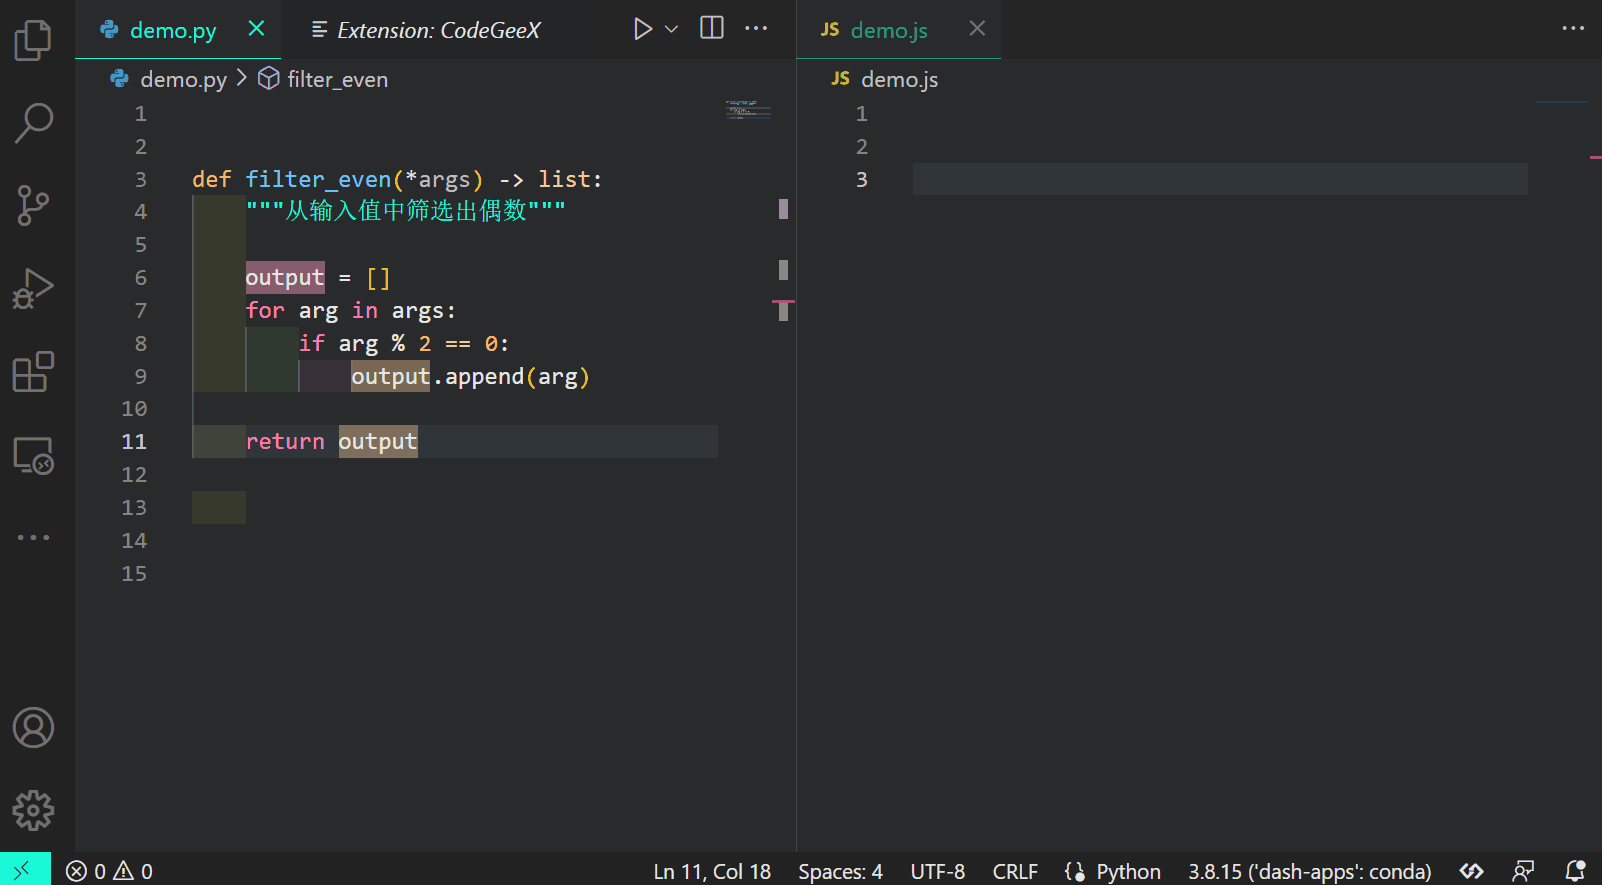 demo.py
Extension: CodeGeeX
JS demo.js
demo.py > filter_even
JS demo.js
1
2
3 def filter_even(*args) -> list:
4 """从输入值中筛选出偶数"""
5
6 output = []
7 for arg in args:
8 if arg % 2 == 0:
9 output.append(arg)
10
11 return output
12
13
14
15
1
2
3
0 0 Ln 11, Col 18 Spaces: 4 UTF-8 CRLF Python 3.8.15 ('dash-apps': conda)